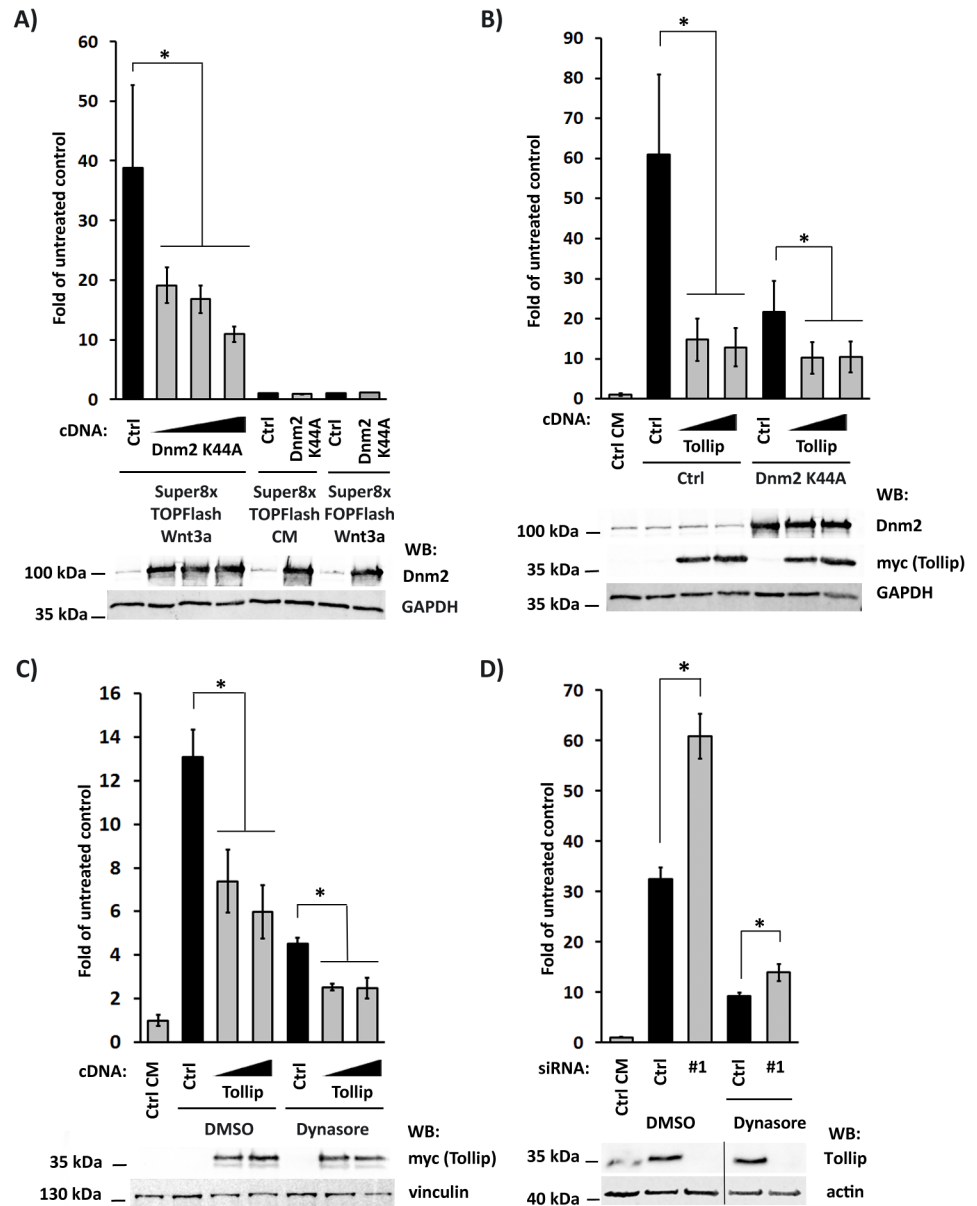 A)
Fold of untreated control
60
50
40
30
20
10
0
*
cDNA:
Ctrl
Dnm2 K44A
Ctrl
Dnm2 K44A
Ctrl
Dnm2 K44A
Super8x TOPFlash Wnt3a
Super8x TOPFlash CM
Super8x FOPFlash Wnt3a
WB:
100 kDa
Dnm2
35 kDa
GAPDH
B)
Fold of untreated control
90
80
70
60
50
40
30
20
10
0
*
*
cDNA:
Ctrl CM
Ctrl
Tollip
Ctrl
Tollip
Ctrl
Dnm2 K44A
WB:
100 kDa
Dnm2
35 kDa
myc (Tollip)
35 kDa
GAPDH
C)
Fold of untreated control
16
14
12
10
8
6
4
2
0
*
*
cDNA:
Ctrl CM
Ctrl
Tollip
Ctrl
Tollip
DMSO
Dynasore
WB:
35 kDa
myc (Tollip)
130 kDa
vinculin
D)
Fold of untreated control
70
60
50
40
30
20
10
0
*
*
siRNA:
Ctrl CM
Ctrl
#1
Ctrl
#1
DMSO
Dynasore
WB:
35 kDa
Tollip
40 kDa
actin